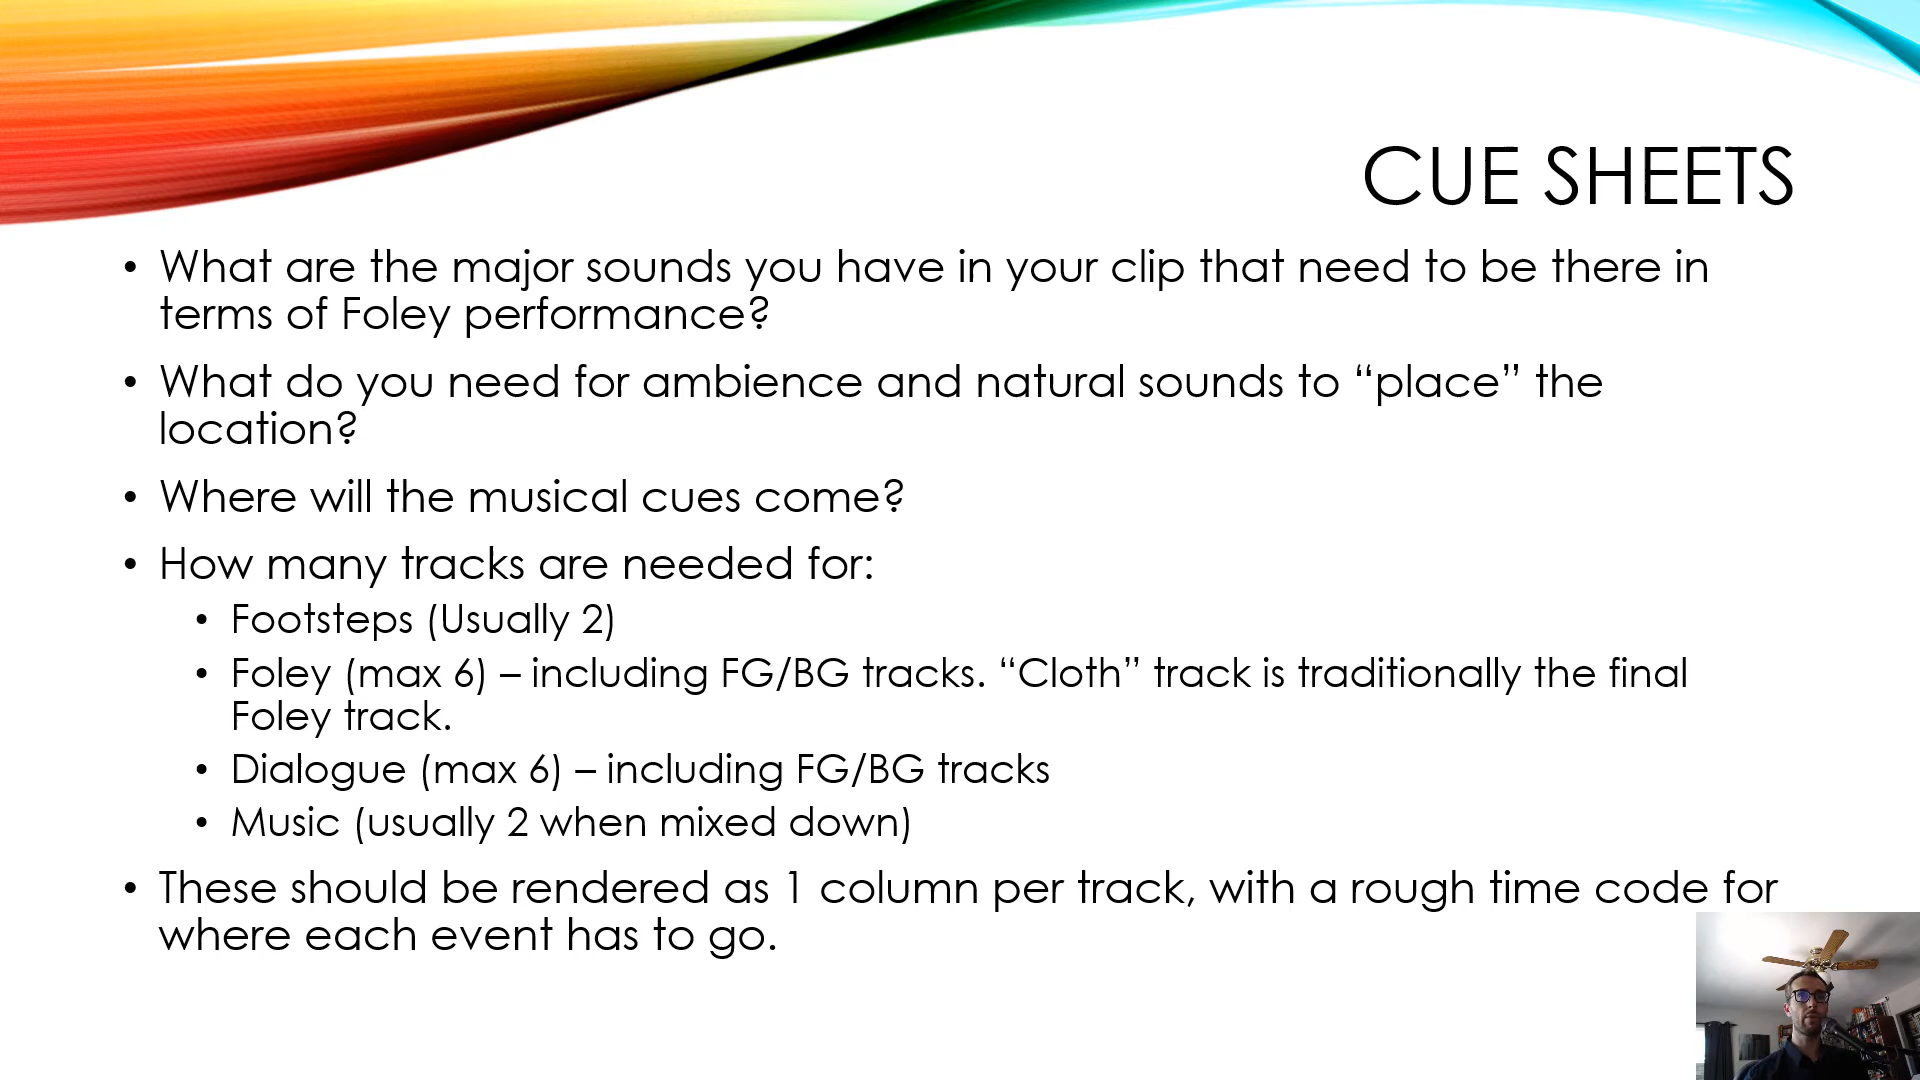 CUE SHEETS
• What are the major sounds you have in your clip that need to be there in
terms of Foley performance?
• What do you need for ambience and natural sounds to “place” the
location?
• Where will the musical cues come?
• How many tracks are needed for:
• Footsteps (Usually 2)
• Foley (max 6) – including FG/BG tracks. “Cloth” track is traditionally the final
Foley track.
• Dialogue (max 6) – including FG/BG tracks
• Music (usually 2 when mixed down)
• These should be rendered as 1 column per track, with a rough time code for
where each event has to go.